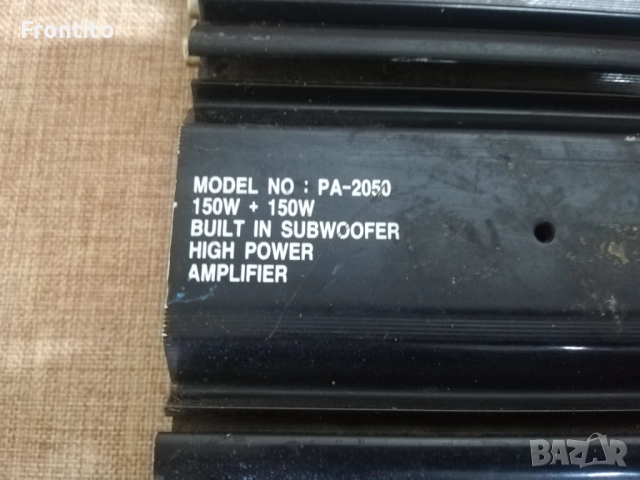 Frontito
MODEL NO : PA-2050
150W + 150W
BUILT IN SUBWOOFER
HIGH POWER
AMPLIFIER
BAZAR